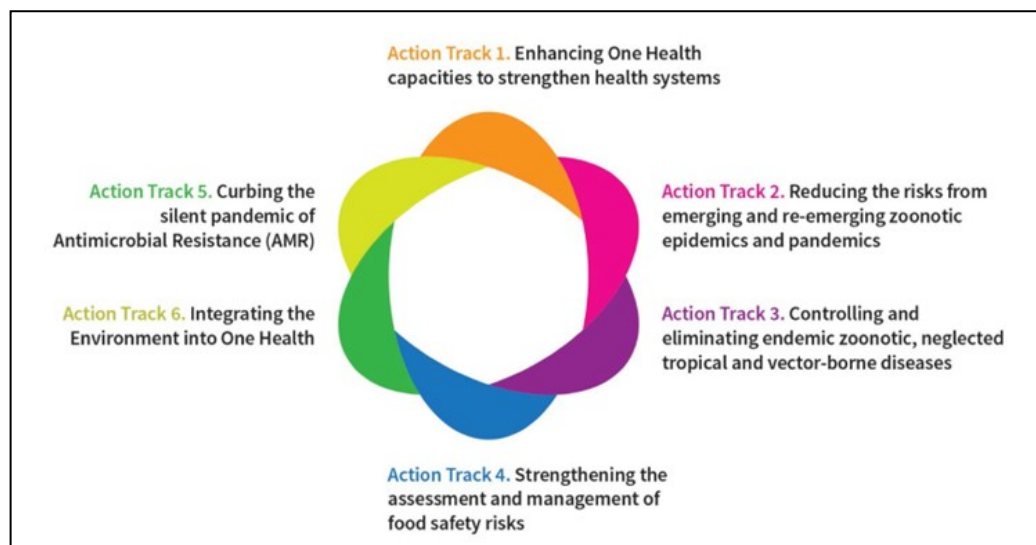 Action Track 1. Enhancing One Health
capacities to strengthen health systems
Action Track 2. Reducing the risks from
emerging and re-emerging zoonotic
epidemics and pandemics
Action Track 3. Controlling and
eliminating endemic zoonotic, neglected
tropical and vector-borne diseases
Action Track 4. Strengthening the
assessment and management of
food safety risks
Action Track 5. Curbing the
silent pandemic of
Antimicrobial Resistance (AMR)
Action Track 6. Integrating the
Environment into One Health